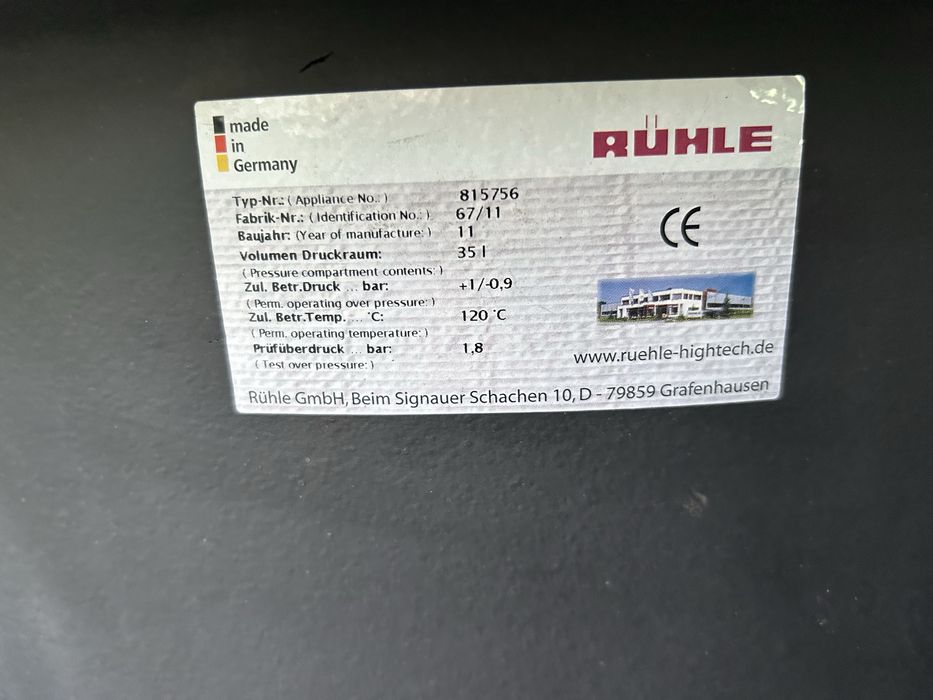 made
in
Germany
RÜHLE
Typ-Nr.: ( Appliance No.: ) 815756
Fabrik-Nr.: ( Identification No.: ) 67/11
Baujahr: (Year of manufacture: ) 11
Volumen Druckraum: 35 l
( Pressure compartment contents: )
Zul. Betr.Druck ... bar: +1/-0,9
( Perm. operating over pressure: )
Zul. Betr.Temp. ... °C: 120 °C
( Perm. operating temperature: )
Prüfüberdruck ... bar: 1,8
( Test over pressure: )
CE
www.ruehle-hightech.de
Rühle GmbH, Beim Signauer Schachen 10, D - 79859 Grafenhausen